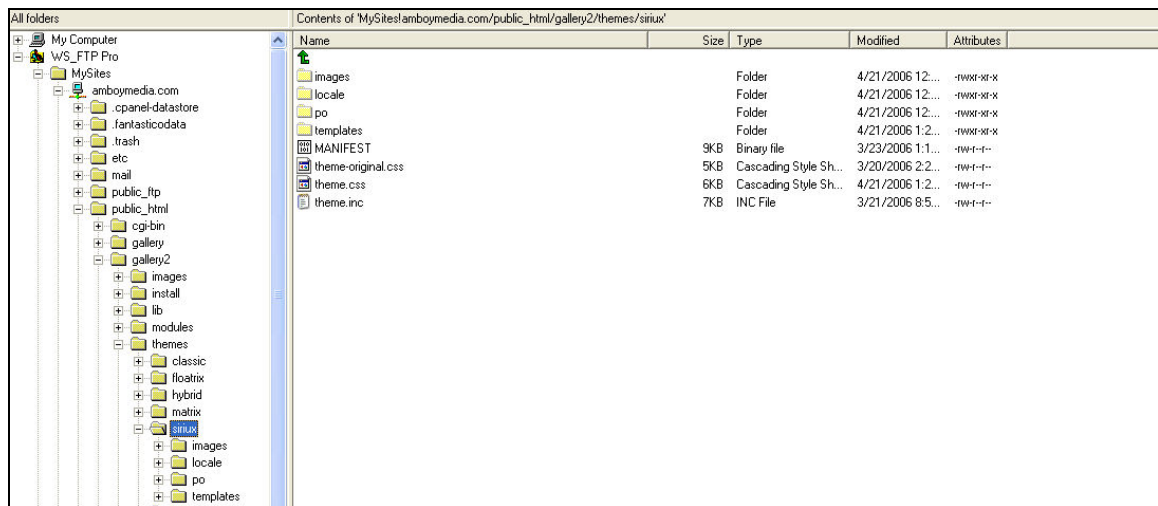 All folders
Contents of 'MySites!amboymedia.com/public_html/gallery2/themes/siriux'
My Computer
WS_FTP Pro
MySites
amboymedia.com
.cpanel-datastore
.fantasticodata
.trash
etc
mail
public_ftp
public_html
cgi-bin
gallery
gallery2
images
install
lib
modules
themes
classic
floatrix
hybrid
matrix
siriux
images
locale
po
templates
Name Size Type Modified Attributes
images Folder 4/21/2006 12:... -rwxr-xr-x
locale Folder 4/21/2006 12:... -rwxr-xr-x
po Folder 4/21/2006 12:... -rwxr-xr-x
templates Folder 4/21/2006 1:2... -rwxr-xr-x
MANIFEST 9KB Binary file 3/23/2006 1:1... -rw-r--r--
theme-original.css 5KB Cascading Style Sh... 3/20/2006 2:2... -rw-r--r--
theme.css 6KB Cascading Style Sh... 4/21/2006 1:2... -rw-r--r--
theme.inc 7KB INC File 3/21/2006 8:5... -rw-r--r--